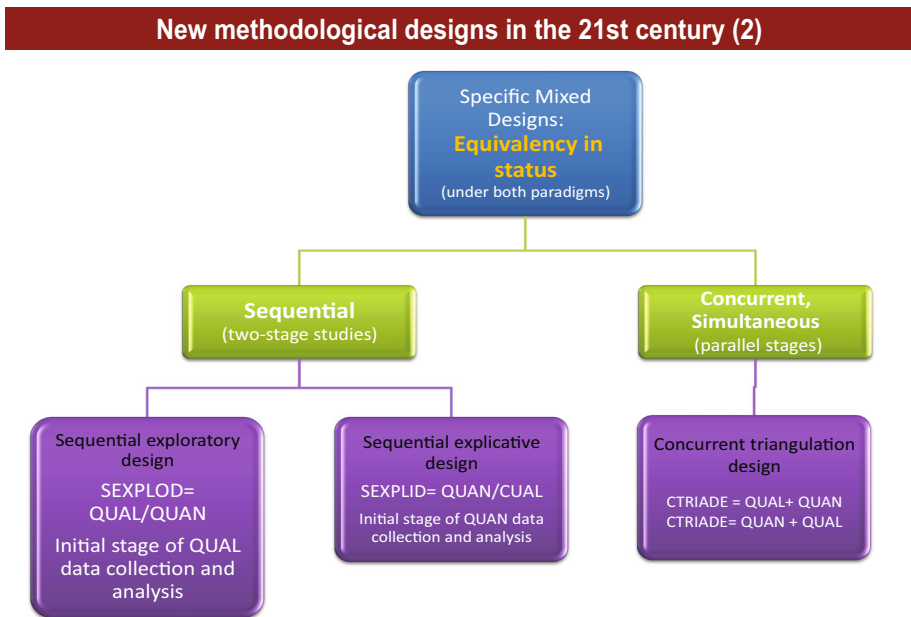 New methodological designs in the 21st century (2)
Specific Mixed
Designs:
Equivalency in
status
(under both paradigms)
Sequential
(two-stage studies)
Concurrent,
Simultaneous
(parallel stages)
Sequential exploratory
design
SEXPLOD=
QUAL/QUAN
Initial stage of QUAL
data collection and
analysis
Sequential explicative
design
SEXPLID= QUAN/CUAL
Initial stage of QUAN data
collection and analysis
Concurrent triangulation
design
CTRIADE = QUAL+ QUAN
CTRIADE= QUAN + QUAL